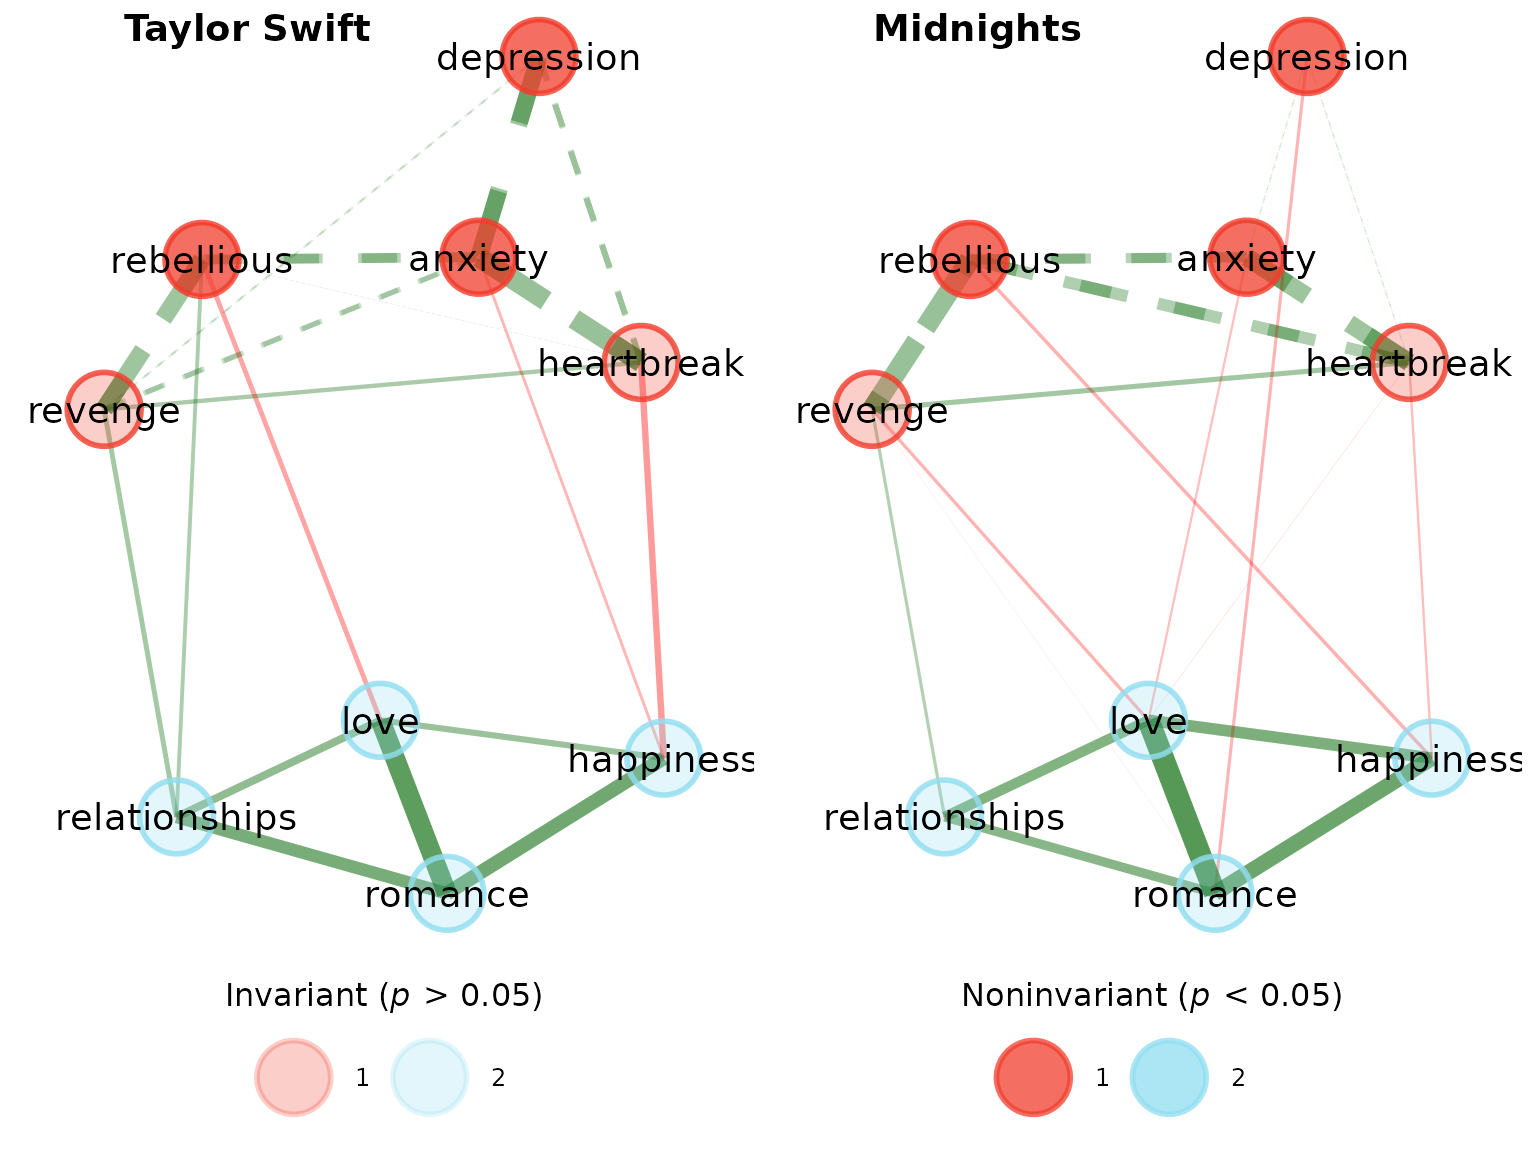 Taylor Swift
depression
rebellious
anxiety
heartbreak
revenge
love
happiness
relationships
romance
Midnights
depression
rebellious
anxiety
heartbreak
revenge
love
happiness
relationships
romance
Invariant (p > 0.05)
1 2
Noninvariant (p < 0.05)
1 2